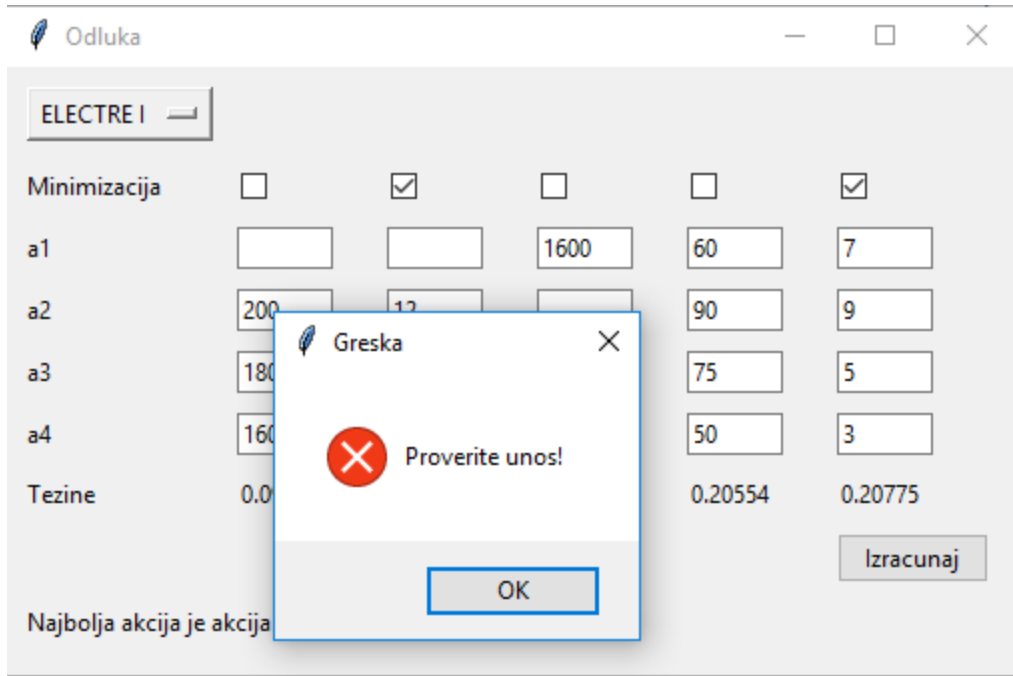 Odluka
ELECTRE I
Minimizacija
a1 1600 60 7
a2 200 12 90 9
a3 180 75 5
a4 160 50 3
Tezine 0.20554 0.20775
Izracunaj
Najbolja akcija je akcija
Greska
Proverite unos!
OK